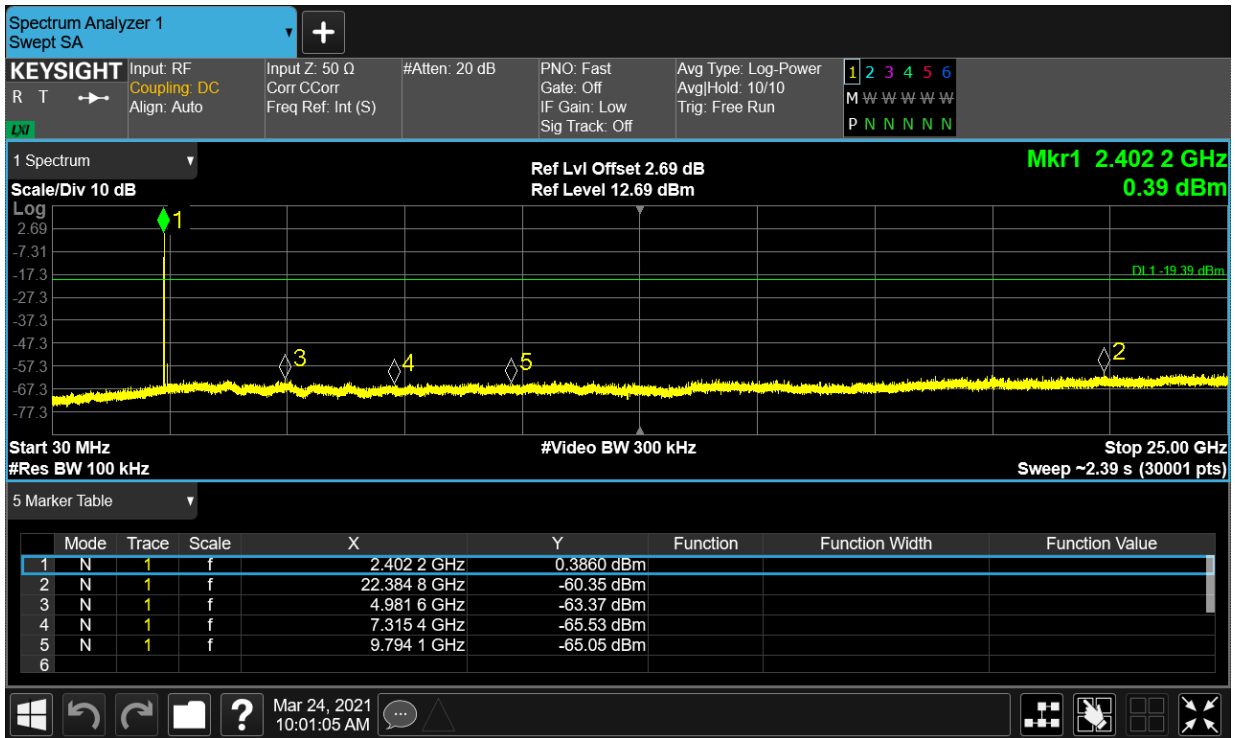 Spectrum Analyzer 1
Swept SA
KEYSIGHT
R T
LXI
Input: RF
Coupling: DC
Align: Auto
Input Z: 50 Ω
Corr CCorr
Freq Ref: Int (S)
#Atten: 20 dB
PNO: Fast
Gate: Off
IF Gain: Low
Sig Track: Off
Avg Type: Log-Power
Avg|Hold: 10/10
Trig: Free Run
1 2 3 4 5 6
M W W W W W
P N N N N N
1 Spectrum
Scale/Div 10 dB
Ref Lvl Offset 2.69 dB
Ref Level 12.69 dBm
Mkr1 2.402 2 GHz
0.39 dBm
Log
2.69
-7.31
-17.3
-27.3
-37.3
-47.3
-57.3
-67.3
-77.3
1
DL1 -19.39 dBm
3
4
5
2
Start 30 MHz
#Video BW 300 kHz
Stop 25.00 GHz
#Res BW 100 kHz
Sweep ~2.39 s (30001 pts)
5 Marker Table
Mode Trace Scale X Y Function Function Width Function Value
1 N 1 f 2.402 2 GHz 0.3860 dBm
2 N 1 f 22.384 8 GHz -60.35 dBm
3 N 1 f 4.981 6 GHz -63.37 dBm
4 N 1 f 7.315 4 GHz -65.53 dBm
5 N 1 f 9.794 1 GHz -65.05 dBm
6
?
Mar 24, 2021
10:01:05 AM